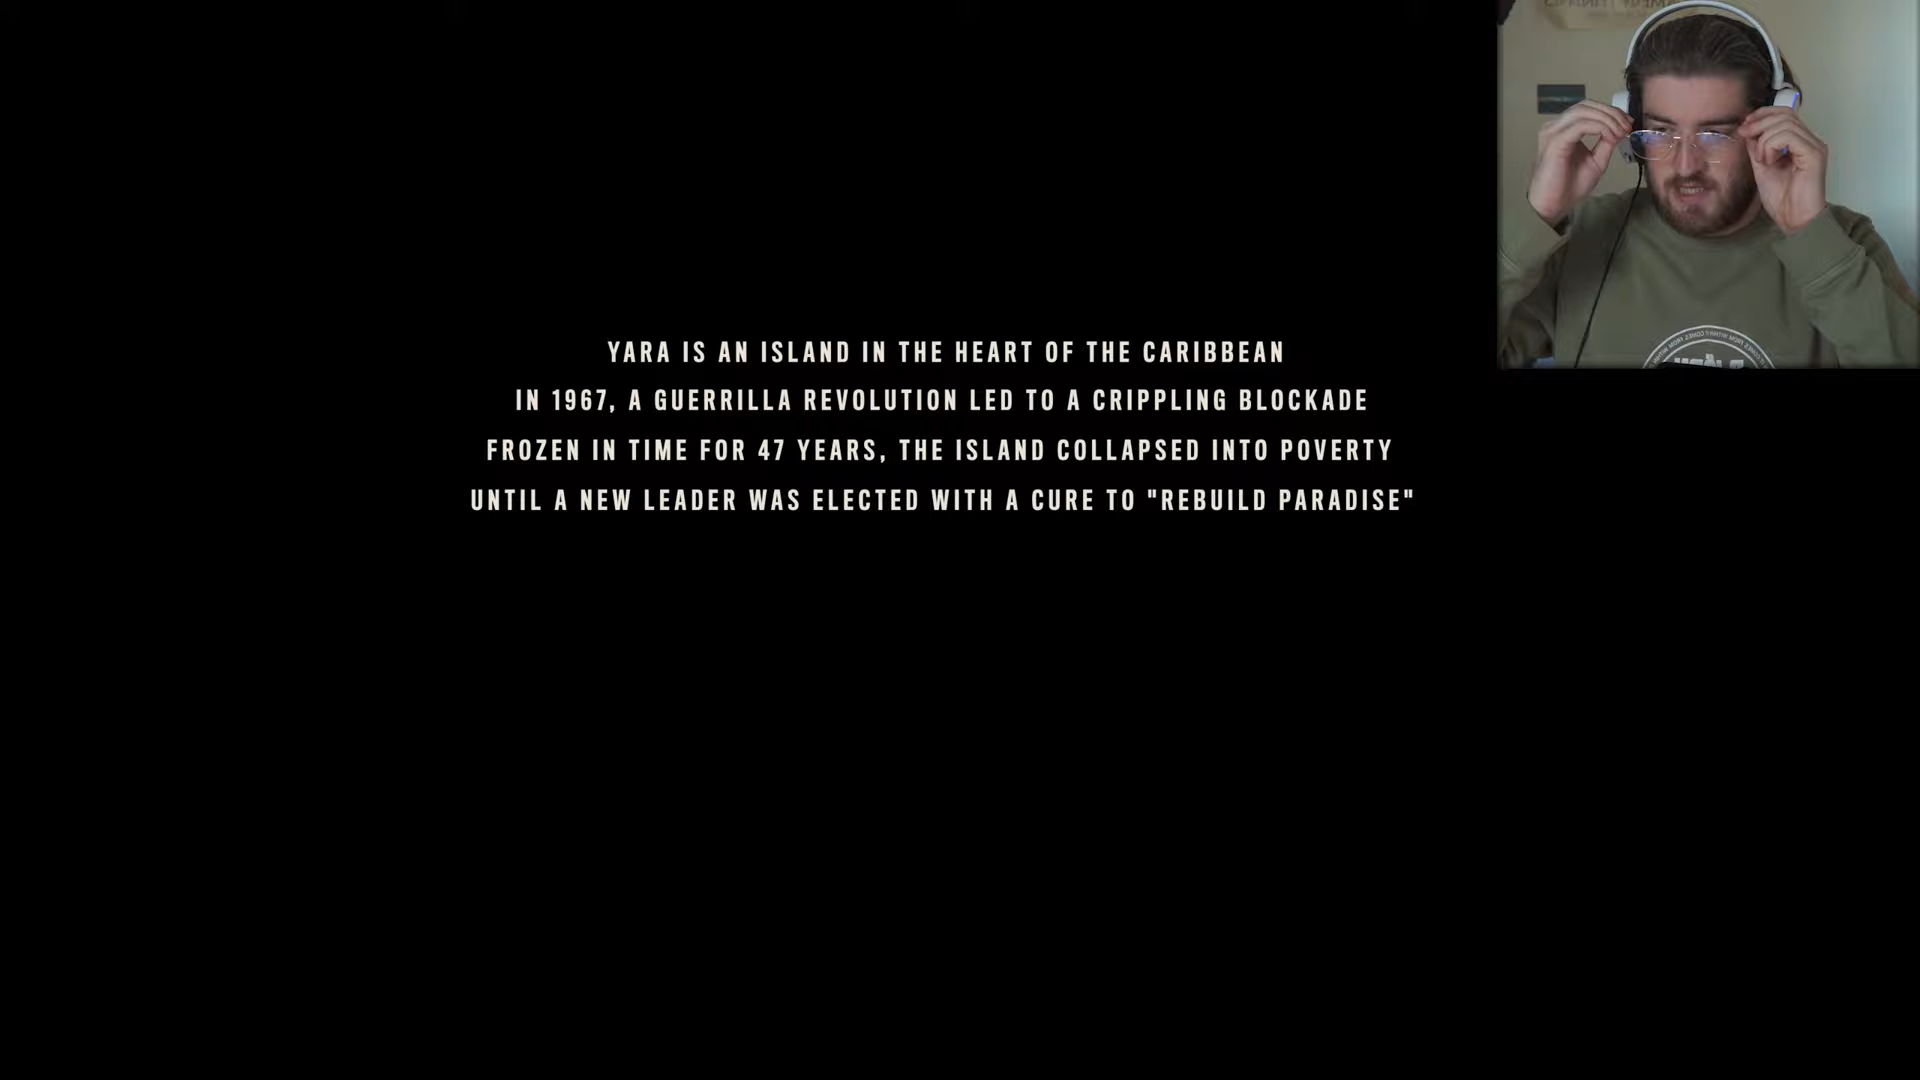 YARA IS AN ISLAND IN THE HEART OF THE CARIBBEAN
IN 1967, A GUERRILLA REVOLUTION LED TO A CRIPPLING BLOCKADE
FROZEN IN TIME FOR 47 YEARS, THE ISLAND COLLAPSED INTO POVERTY
UNTIL A NEW LEADER WAS ELECTED WITH A CURE TO "REBUILD PARADISE"